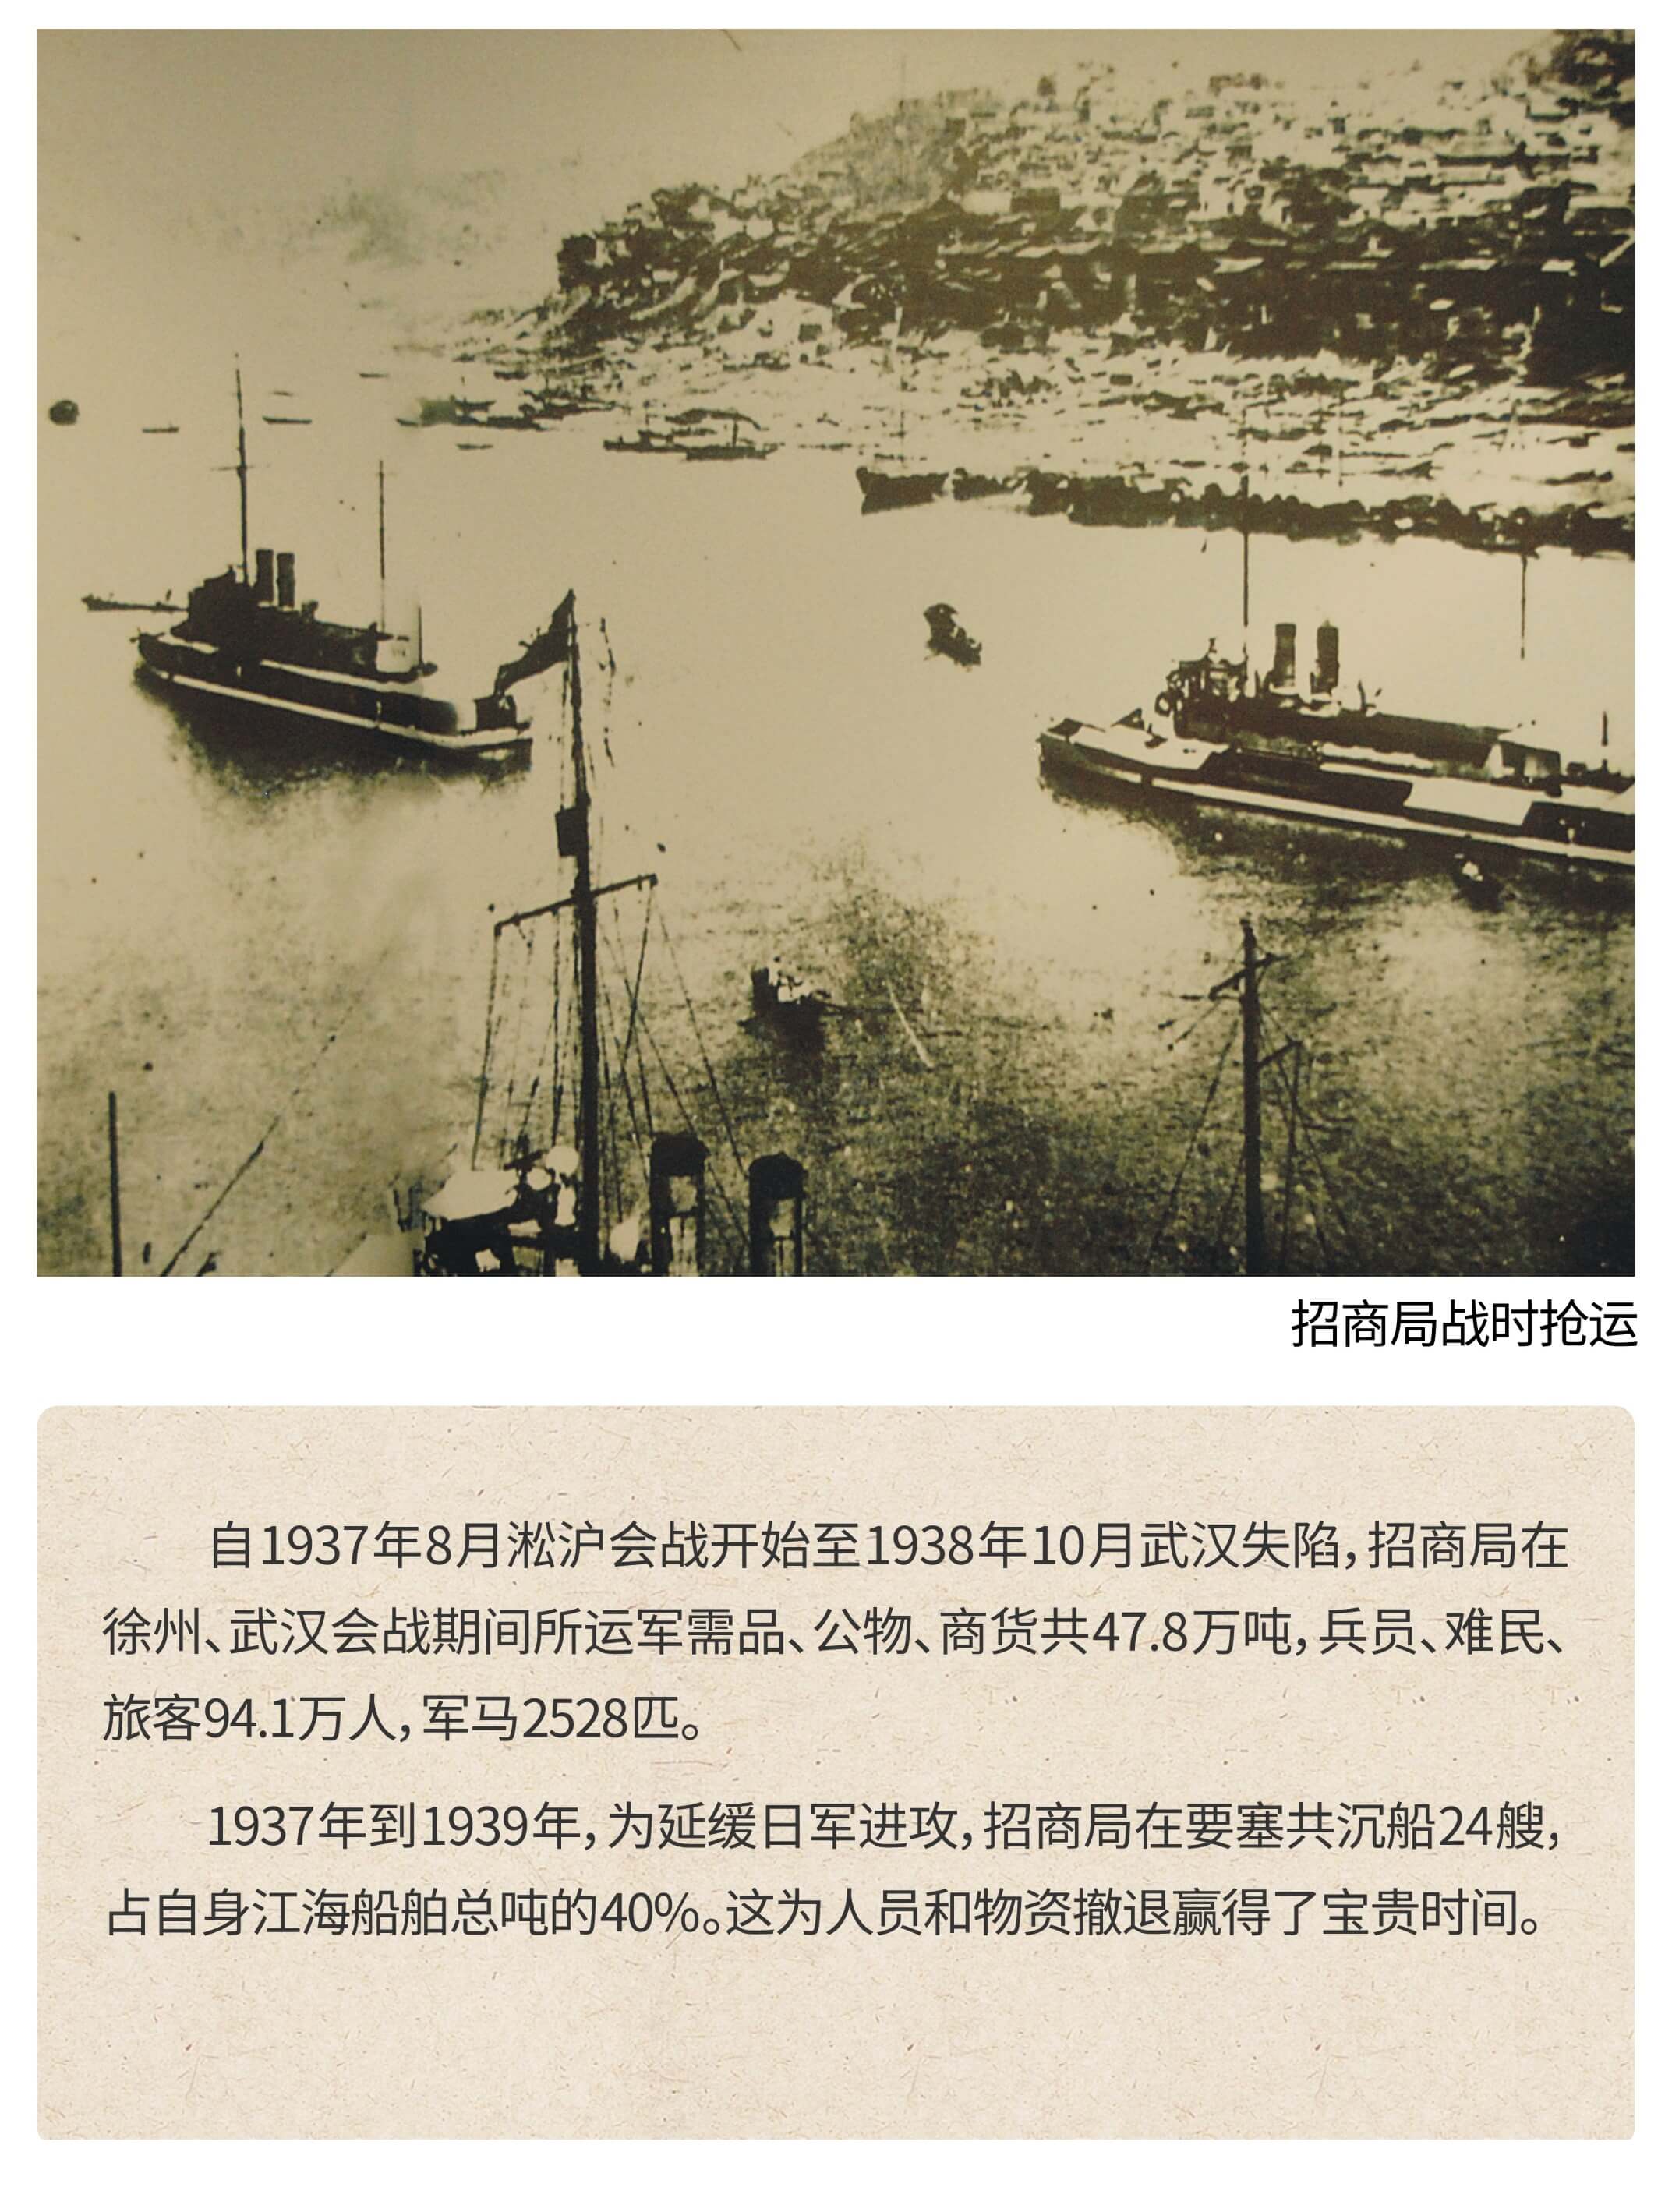 招商局战时抢运
自1937年8月淞沪会战开始至1938年10月武汉失陷，招商局在
徐州、武汉会战期间所运军需品、公物、商货共47.8万吨，兵员、难民、
旅客94.1万人，军马2528匹。
1937年到1939年，为延缓日军进攻，招商局在要塞共沉船24艘，
占自身江海船舶总吨的40%。这为人员和物资撤退赢得了宝贵时间。